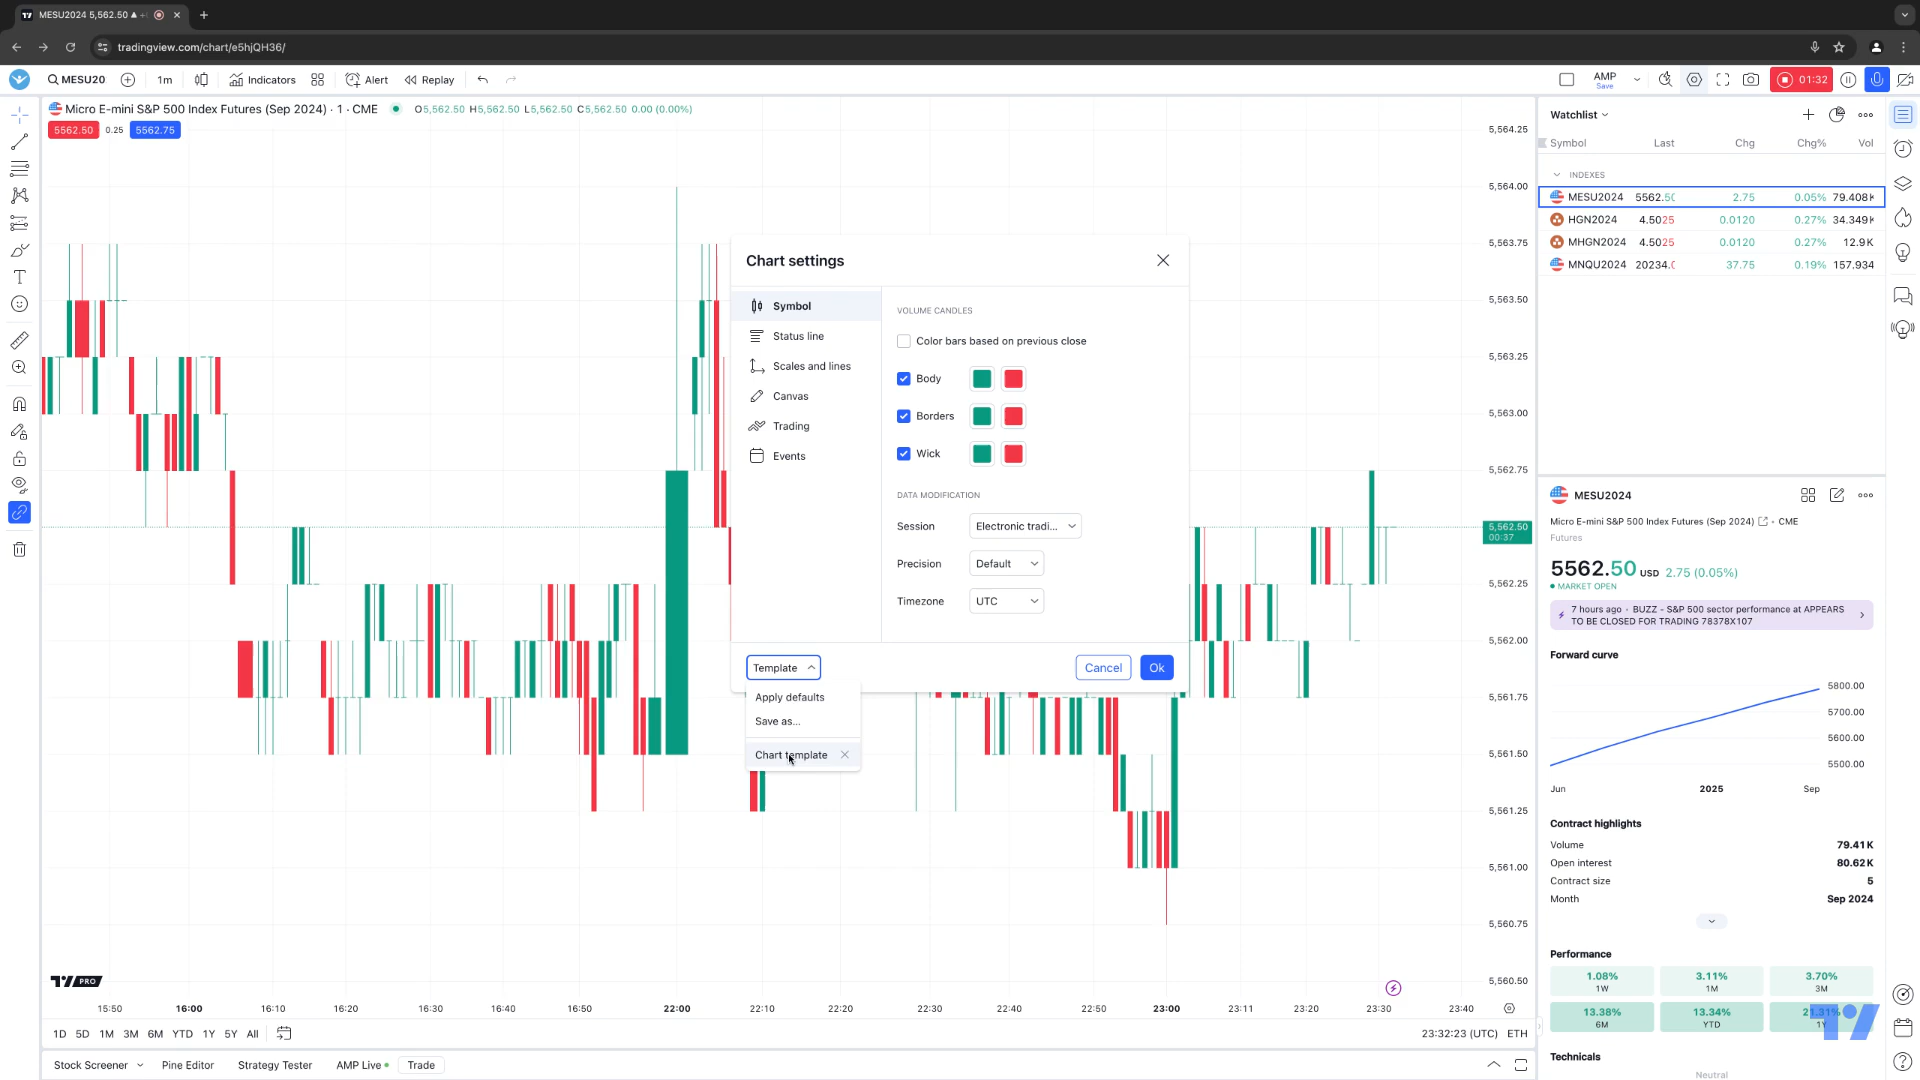 MESU2024 5,562.50 ▲ +
tradingview.com/chart/e5hjQH36/
MESU20
1m
Indicators
Alert
Replay
AMP
Save
01:32
Micro E-mini S&P 500 Index Futures (Sep 2024) · 1 · CME
O5,562.50 H5,562.50 L5,562.50 C5,562.50 0.00 (0.00%)
5562.50
0.25
5562.75
5,564.25
5,564.00
5,563.75
5,563.50
5,563.25
5,563.00
5,562.75
5,562.50
00:37
5,562.25
5,562.00
5,561.75
5,561.50
5,561.25
5,561.00
5,560.75
5,560.50
Chart settings
Symbol
Status line
Scales and lines
Canvas
Trading
Events
VOLUME CANDLES
Color bars based on previous close
Body
Borders
Wick
DATA MODIFICATION
Session
Electronic tradi...
Precision
Default
Timezone
UTC
Template
Cancel
Ok
Apply defaults
Save as...
Chart template
PRO
15:50
16:00
16:10
16:20
16:30
16:40
16:50
22:00
22:10
22:20
22:30
22:40
22:50
23:00
23:11
23:20
23:30
23:40
1D 5D 1M 3M 6M YTD 1Y 5Y All
23:32:23 (UTC)
ETH
Stock Screener
Pine Editor
Strategy Tester
AMP Live
Trade
Watchlist
Symbol Last Chg Chg% Vol
INDEXES
MESU2024 5562.50 2.75 0.05% 79.408K
HGN2024 4.5025 0.0120 0.27% 34.349K
MHGN2024 4.5025 0.0120 0.27% 12.9K
MNQU2024 20234. 37.75 0.19% 157.934
MESU2024
Micro E-mini S&P 500 Index Futures (Sep 2024) • CME
Futures
5562.50 USD 2.75 (0.05%)
MARKET OPEN
7 hours ago · BUZZ - S&P 500 sector performance at APPEARS
TO BE CLOSED FOR TRADING 78378X107
Forward curve
5800.00
5700.00
5600.00
5500.00
Jun
2025
Sep
Contract highlights
Volume 79.41K
Open interest 80.62K
Contract size 5
Month Sep 2024
Performance
1.08%
1W
3.11%
1M
3.70%
3M
13.38%
6M
13.34%
YTD
21.31%
1Y
Technicals
Neutral